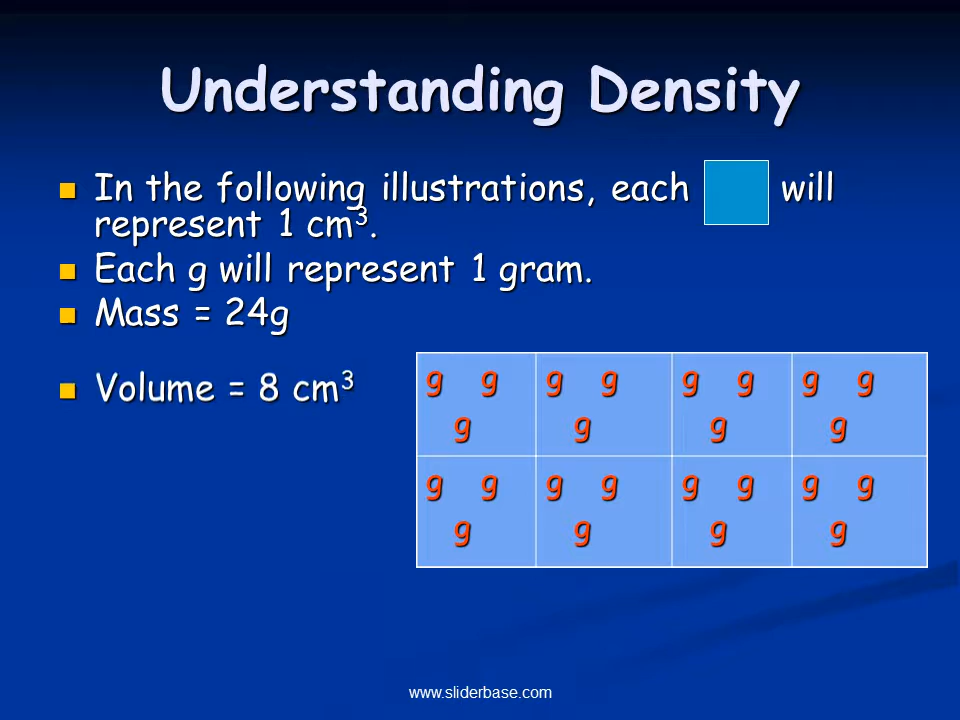 Understanding Density
In the following illustrations, each will
represent 1 cm³.
Each g will represent 1 gram.
Mass = 24g
Volume = 8 cm³
g g g g g g g g
g g g g
g g g g g g g g
g g g g
www.sliderbase.com